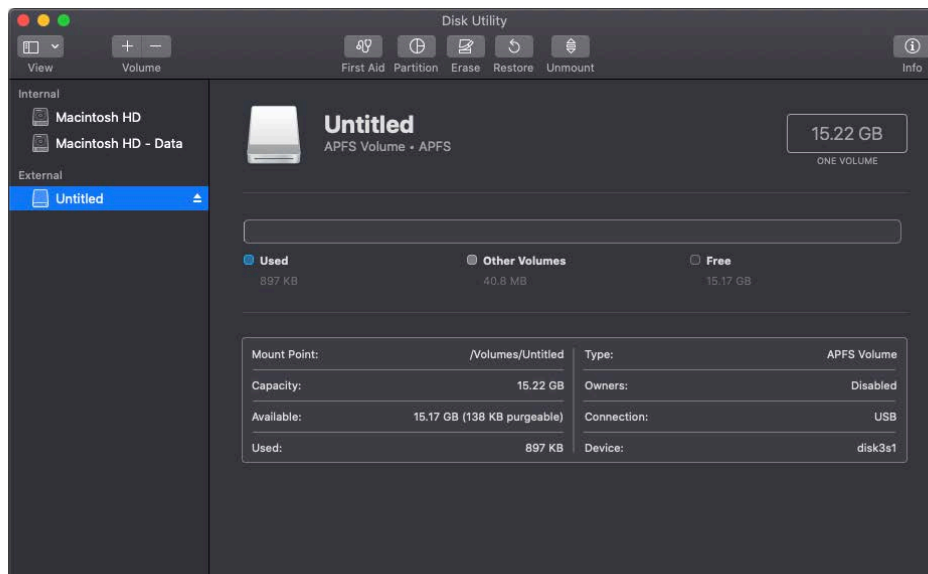 Disk Utility
View
Volume
First Aid
Partition
Erase
Restore
Unmount
Info
Internal
Macintosh HD
Macintosh HD - Data
External
Untitled
Untitled
APFS Volume • APFS
15.22 GB
ONE VOLUME
Used
897 KB
Other Volumes
40.8 MB
Free
15.17 GB
Mount Point: /Volumes/Untitled
Type: APFS Volume
Capacity: 15.22 GB
Owners: Disabled
Available: 15.17 GB (138 KB purgeable)
Connection: USB
Used: 897 KB
Device: disk3s1